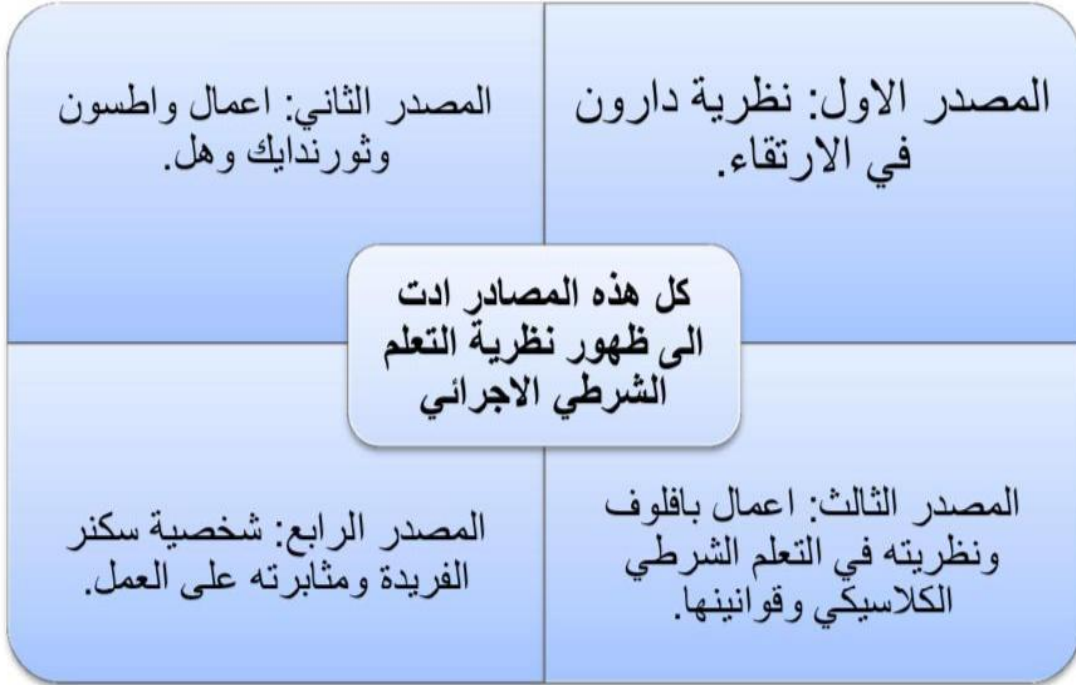 المصدر الاول: نظرية دارون
في الارتقاء.
المصدر الثاني: اعمال واطسون
وثورندايك وهل.
كل هذه المصادر ادت
الى ظهور نظرية التعلم
الشرطي الاجرائي
المصدر الثالث: اعمال بافلوف
ونظريته في التعلم الشرطي
الكلاسيكي وقوانينها.
المصدر الرابع: شخصية سكنر
الفريدة ومثابرته على العمل.